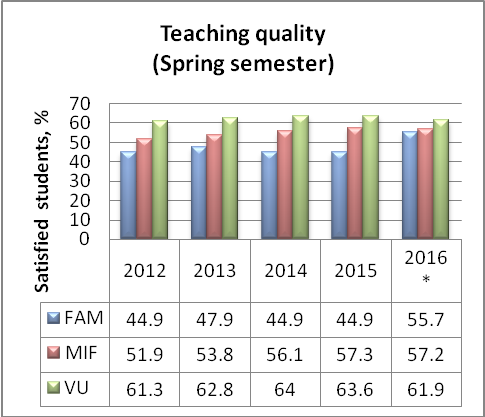 Teaching quality
(Spring semester)
Satisfied students, %
70
60
50
40
30
20
10
0
2012 2013 2014 2015 2016
*
FAM 44.9 47.9 44.9 44.9 55.7
MIF 51.9 53.8 56.1 57.3 57.2
VU 61.3 62.8 64 63.6 61.9